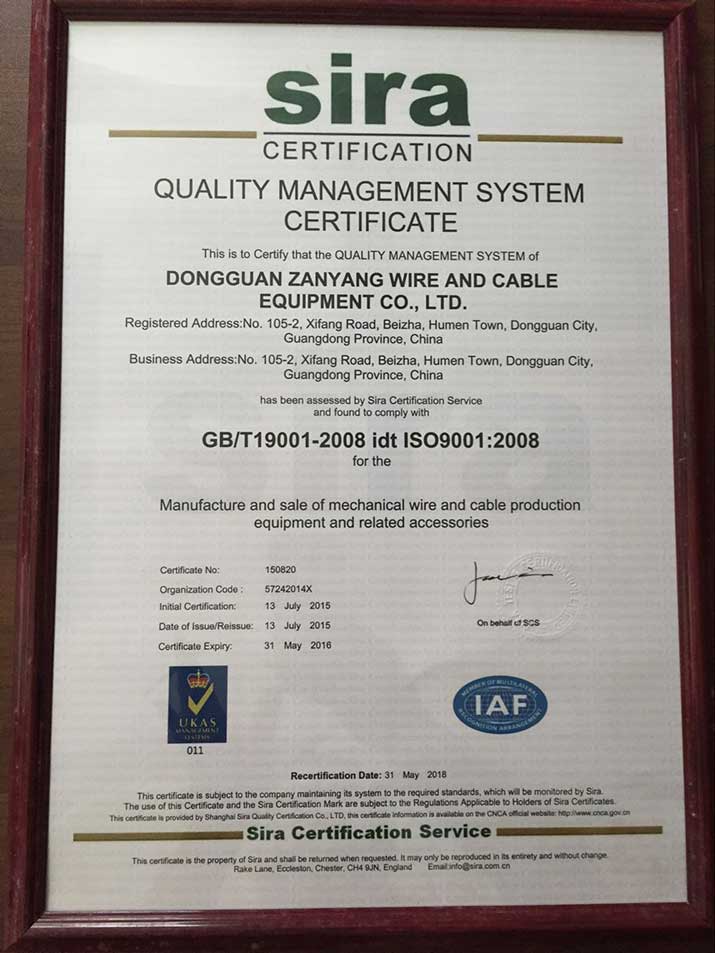 sira
CERTIFICATION
QUALITY MANAGEMENT SYSTEM
CERTIFICATE
This is to Certify that the QUALITY MANAGEMENT SYSTEM of
DONGGUAN ZANYANG WIRE AND CABLE
EQUIPMENT CO., LTD.
Registered Address:No. 105-2, Xifang Road, Beizha, Humen Town, Dongguan City,
Guangdong Province, China
Business Address:No. 105-2, Xifang Road, Beizha, Humen Town, Dongguan City,
Guangdong Province, China
has been assessed by Sira Certification Service
and found to comply with
GB/T19001-2008 idt ISO9001:2008
for the
Manufacture and sale of mechanical wire and cable production
equipment and related accessories
Certificate No: 150820
Organization Code : 57242014X
Initial Certification: 13 July 2015
Date of Issue/Reissue: 13 July 2015
Certificate Expiry: 31 May 2016
On behalf of SCS
UKAS
MANAGEMENT
SYSTEMS
011
MEMBER OF MULTILATERAL
IAF
RECOGNITION ARRANGEMENT
Recertification Date: 31 May 2018
This certificate is subject to the company maintaining its system to the required standards, which will be monitored by Sira.
The use of this Certificate and the Sira Certification Mark are subject to the Regulations Applicable to Holders of Sira Certificates.
This certificate is provided by Shanghai Sira Quality Certification Co., LTD, this certificate information is available on the CNCA official website: http://www.cnca.gov.cn
Sira Certification Service
This certificate is the property of Sira and shall be returned when requested. It may only be reproduced in its entirety and without change.
Rake Lane, Eccleston, Chester, CH4 9JN, England Email:info@sira.com.cn